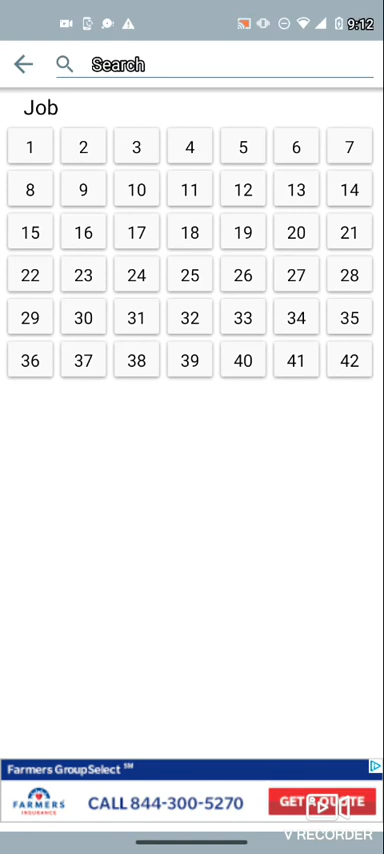 9:12
Search
Job
1 2 3 4 5 6 7
8 9 10 11 12 13 14
15 16 17 18 19 20 21
22 23 24 25 26 27 28
29 30 31 32 33 34 35
36 37 38 39 40 41 42
Farmers GroupSelect SM
FARMERS
INSURANCE
CALL 844-300-5270
GET A QUOTE
V RECORDER